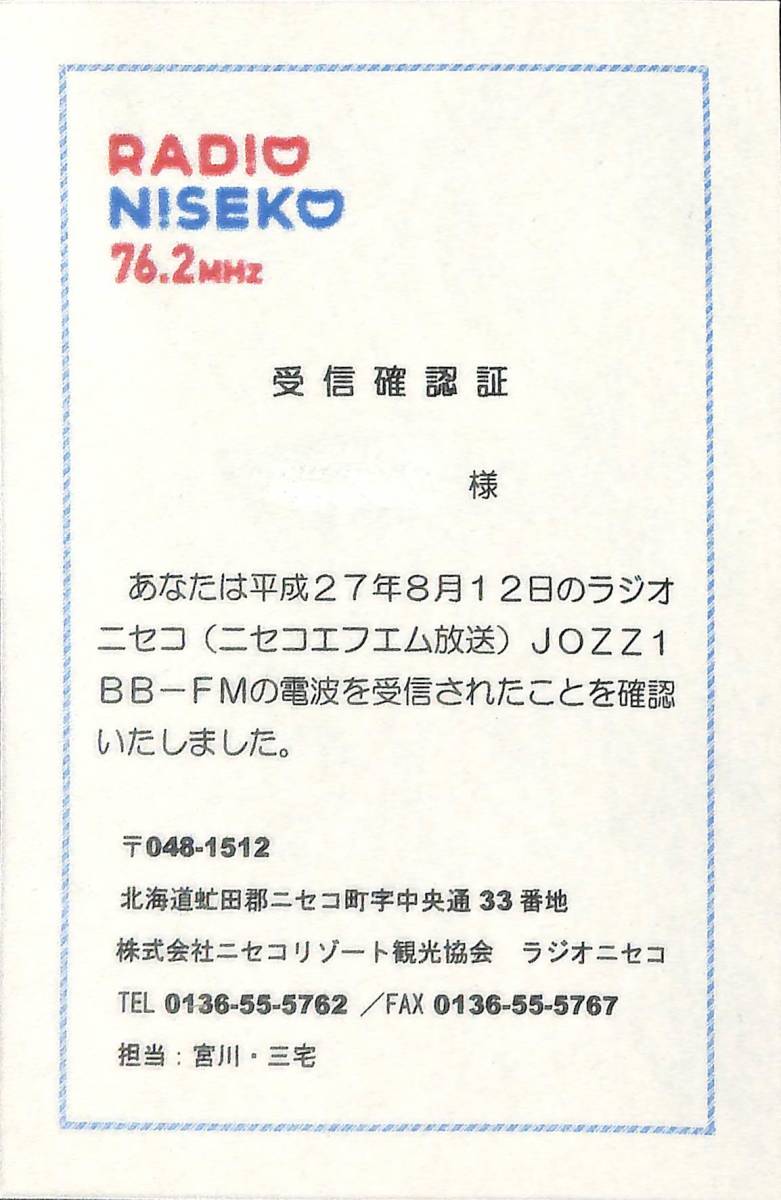 RADIO
NISEKO
76.2MHz
受信確認証
様
あなたは平成２７年８月１２日のラジオ
ニセコ（ニセコエフエム放送）ＪＯＺＺ１
ＢＢ－ＦＭの電波を受信されたことを確認
いたしました。
〒048-1512
北海道虻田郡ニセコ町字中央通 33 番地
株式会社ニセコリゾート観光協会　ラジオニセコ
TEL 0136-55-5762 ／FAX 0136-55-5767
担当：宮川・三宅